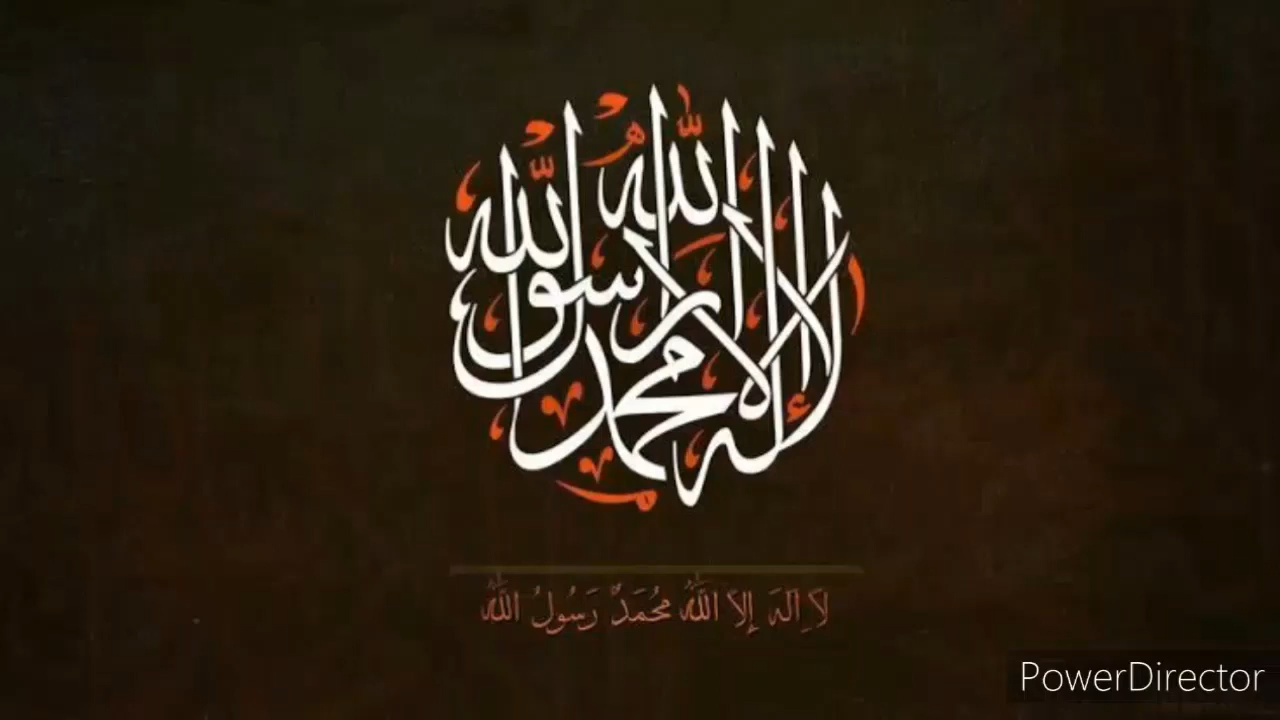 لا إله إلا الله محمد رسول الله
لَا اِلَهَ إِلَا اللَّهُ مُحَمَدٌ رَسُولُ اللَّهُ
PowerDirector